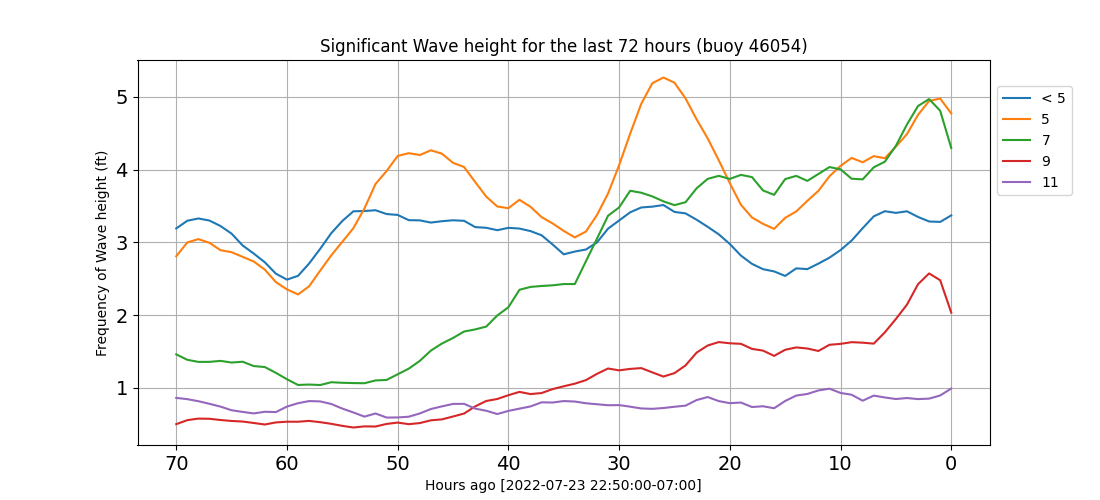 Significant Wave height for the last 72 hours (buoy 46054)
Frequency of Wave height (ft)
5
4
3
2
1
70 60 50 40 30 20 10 0
Hours ago [2022-07-23 22:50:00-07:00]
< 5
5
7
9
11